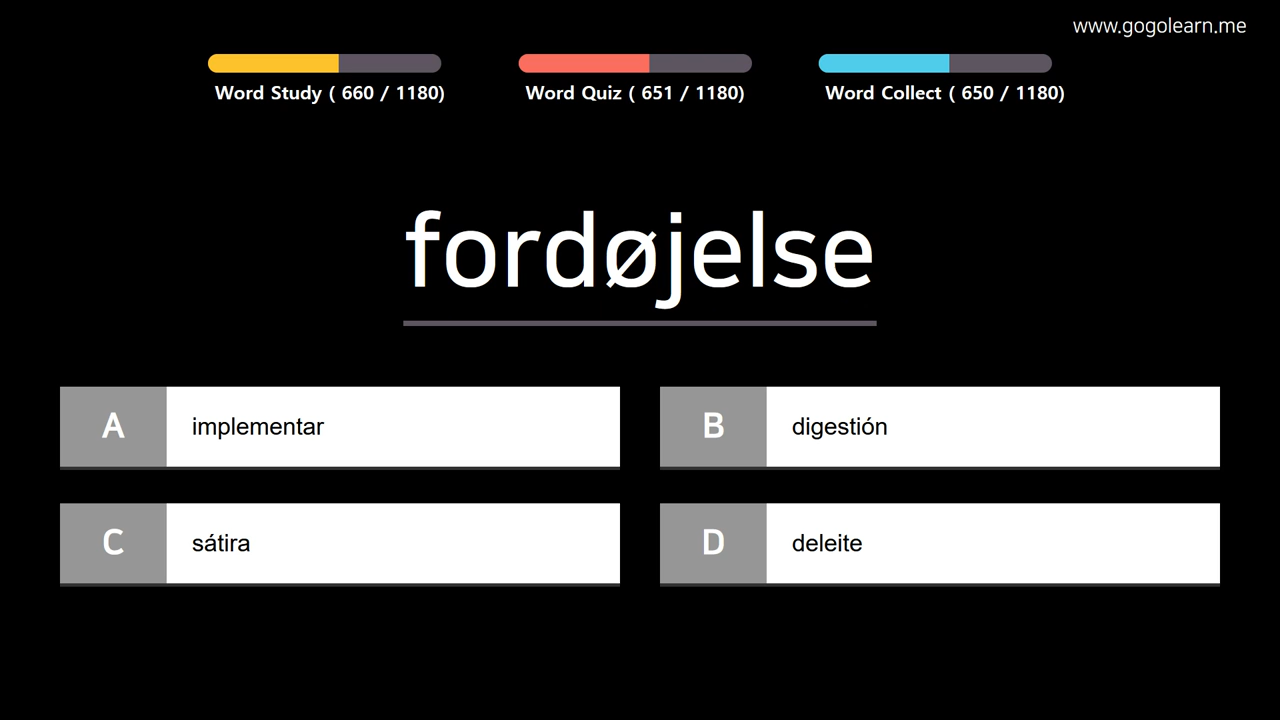 www.gogolearn.me
Word Study ( 660 / 1180)
Word Quiz ( 651 / 1180)
Word Collect ( 650 / 1180)
fordøjelse
A implementar
B digestión
C sátira
D deleite